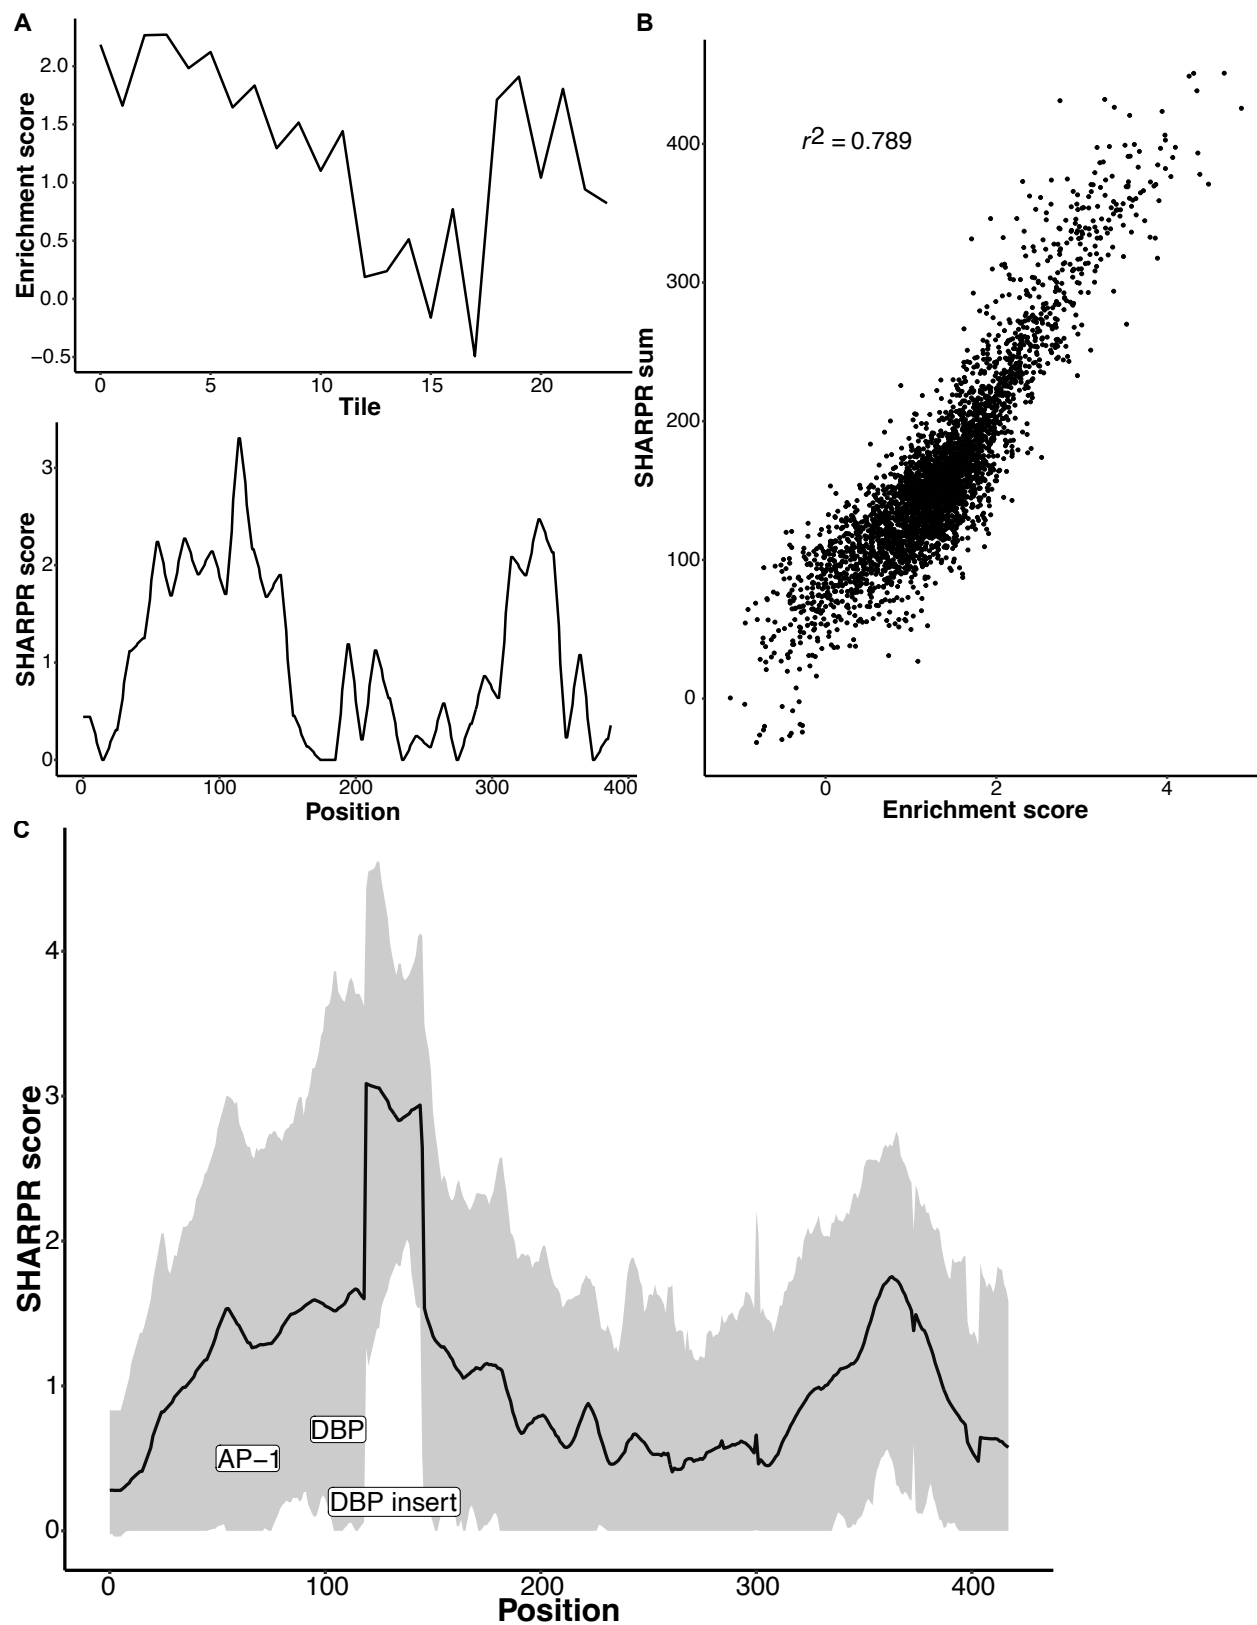 A
Enrichment score
2.0
1.5
1.0
0.5
0.0
−0.5
0 5 10 15 20
Tile
SHARPR score
3
2
1
0
0 100 200 300 400
Position
B
r2 = 0.789
SHARPR sum
400
300
200
100
0
0 2 4
Enrichment score
C
SHARPR score
4
3
2
1
0
DBP
AP−1
DBP insert
0 100 200 300 400
Position